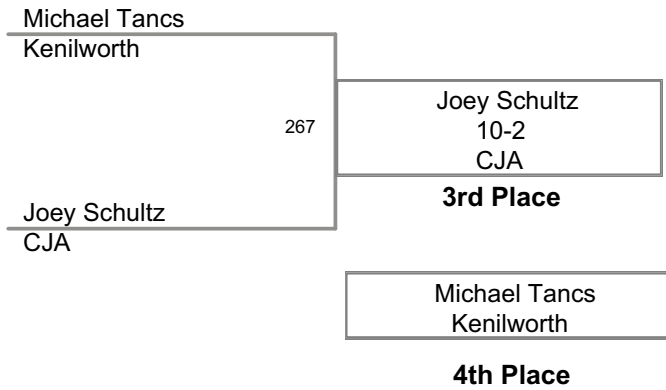 Michael Tancs
Kenilworth
267
Joey Schultz
10-2
CJA
3rd Place
Joey Schultz
CJA
Michael Tancs
Kenilworth
4th Place